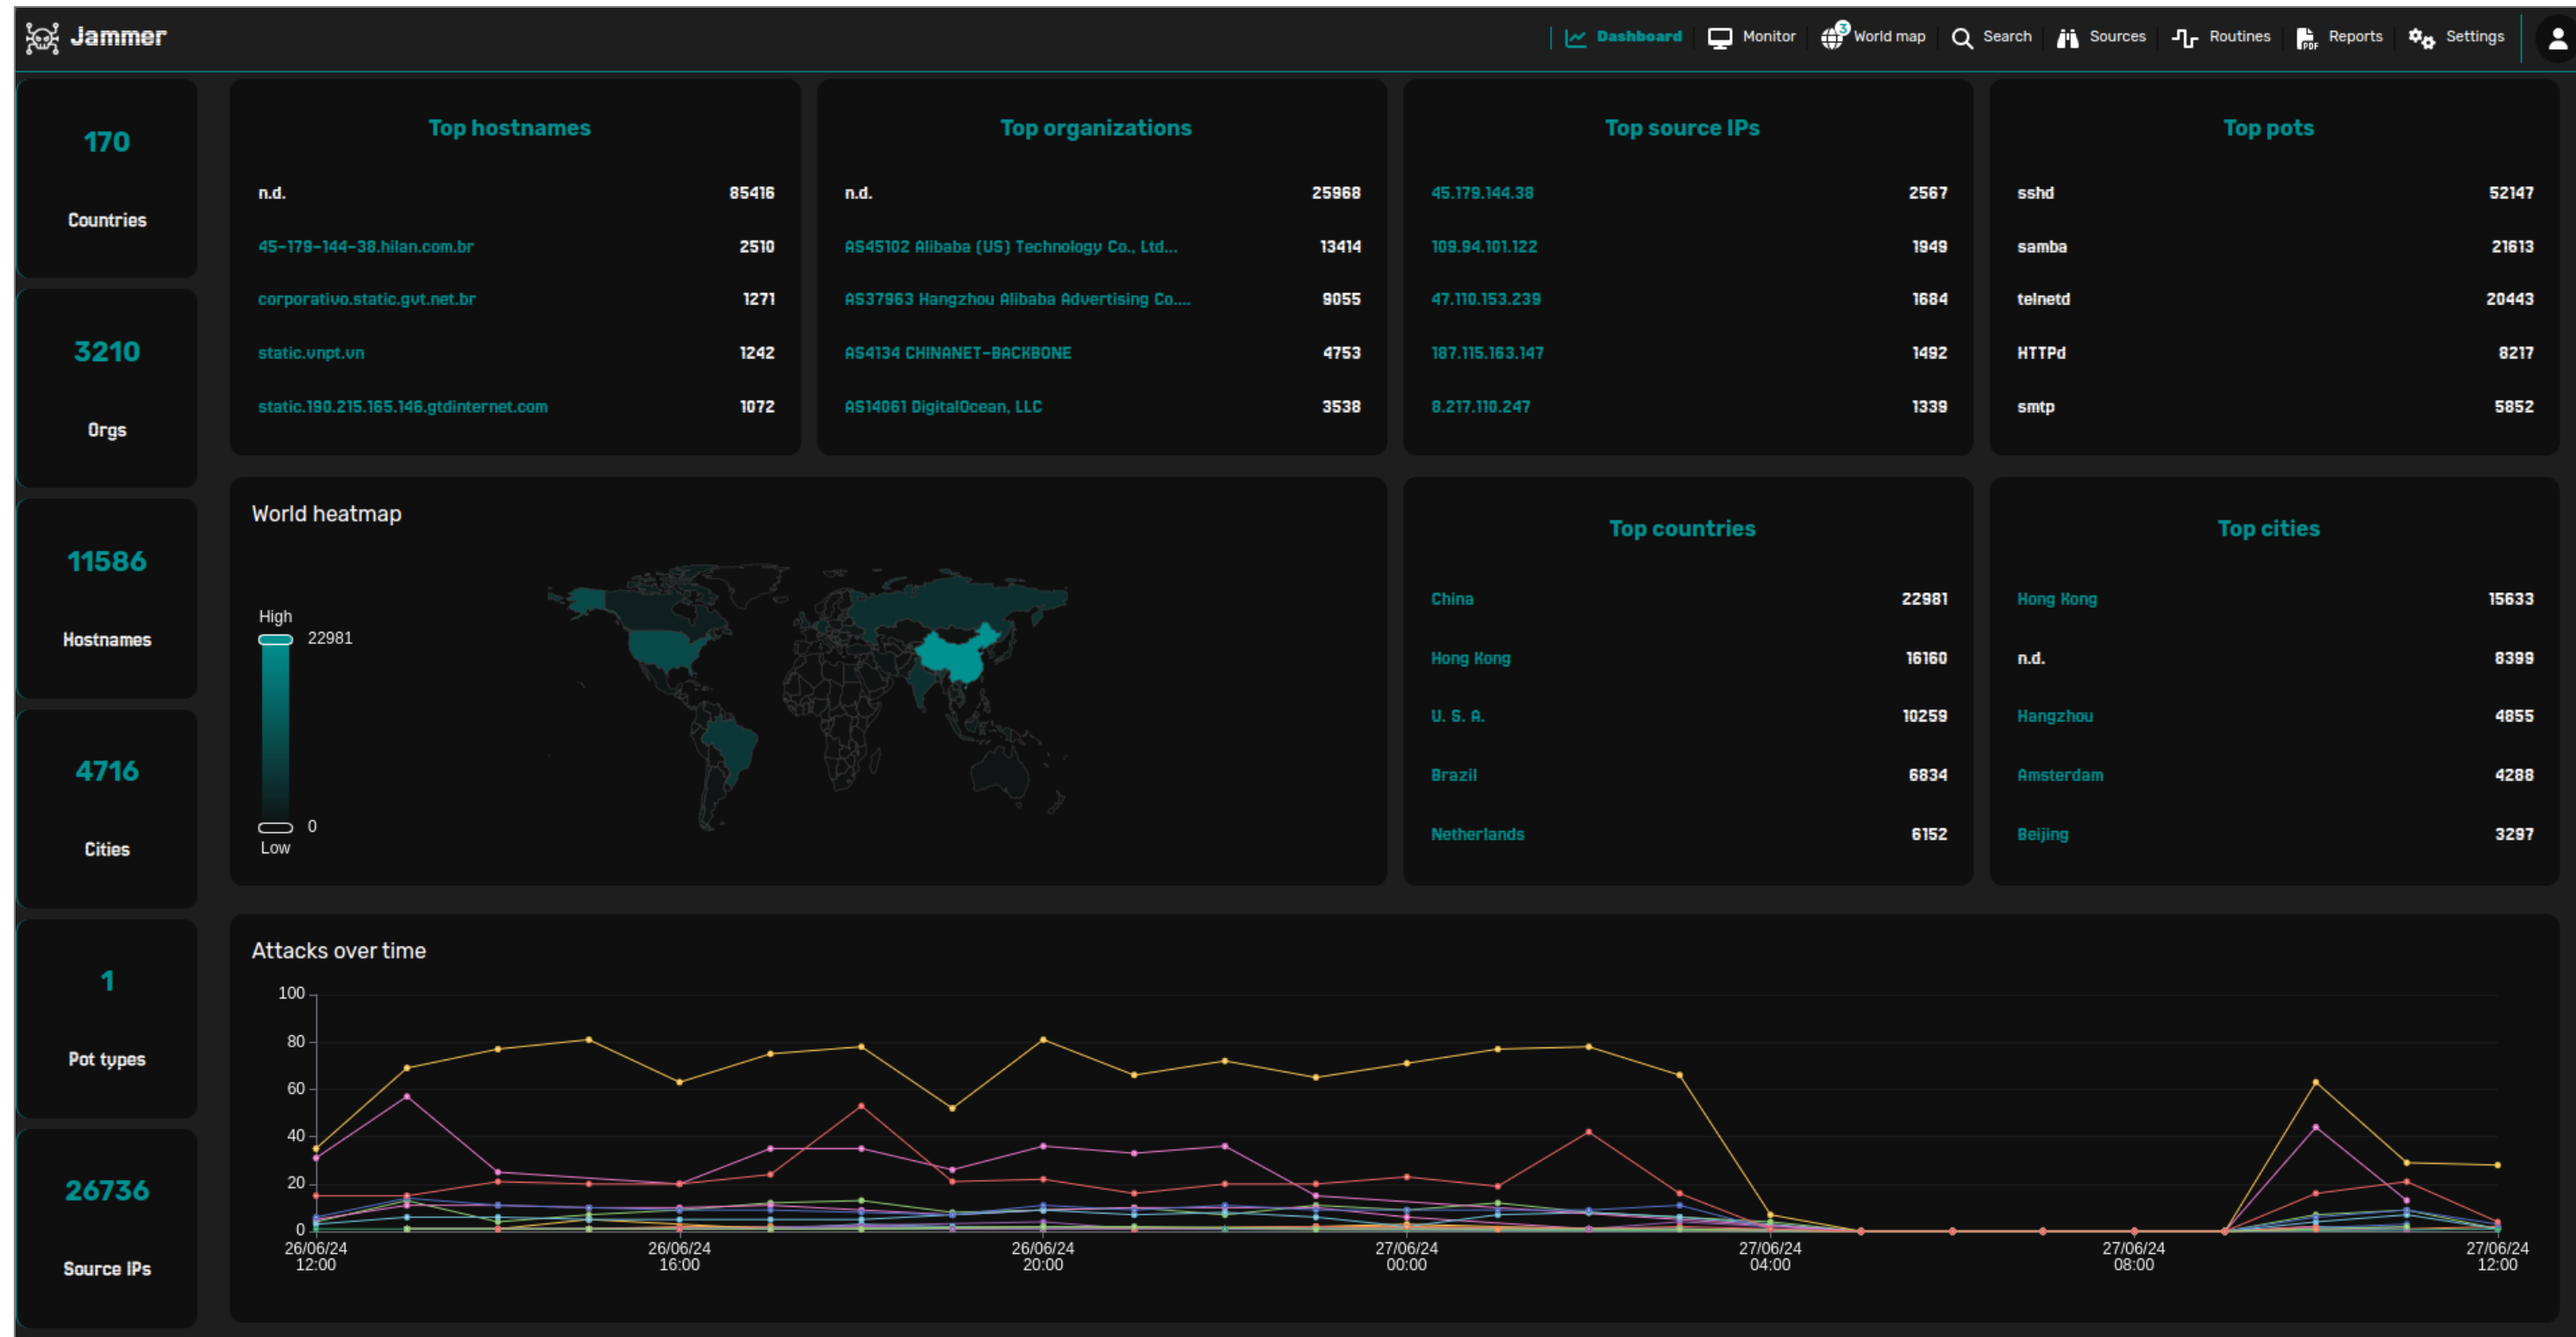 Jammer
Dashboard
Monitor
3
World map
Search
Sources
Routines
PDF
Reports
Settings
170
Countries
3210
Orgs
11586
Hostnames
4716
Cities
1
Pot types
26736
Source IPs
Top hostnames
n.d. 85416
45-179-144-38.hilan.com.br 2510
corporativo.static.gvt.net.br 1271
static.vnpt.vn 1242
static.190.215.165.146.gtdinternet.com 1072
Top organizations
n.d. 25968
AS45102 Alibaba (US) Technology Co., Ltd... 13414
AS37963 Hangzhou Alibaba Advertising Co.... 9055
AS4134 CHINANET-BACKBONE 4753
AS14061 DigitalOcean, LLC 3538
Top source IPs
45.179.144.38 2567
109.94.101.122 1949
47.110.153.239 1684
187.115.163.147 1492
8.217.110.247 1339
Top pots
sshd 52147
samba 21613
telnetd 20443
HTTPd 8217
smtp 5852
World heatmap
High
22981
0
Low
Top countries
China 22981
Hong Kong 16160
U. S. A. 10259
Brazil 6834
Netherlands 6152
Top cities
Hong Kong 15633
n.d. 8399
Hangzhou 4855
Amsterdam 4288
Beijing 3297
Attacks over time
100
80
60
40
20
0
26/06/24 26/06/24 26/06/24 27/06/24 27/06/24 27/06/24 27/06/24
12:00 16:00 20:00 00:00 04:00 08:00 12:00